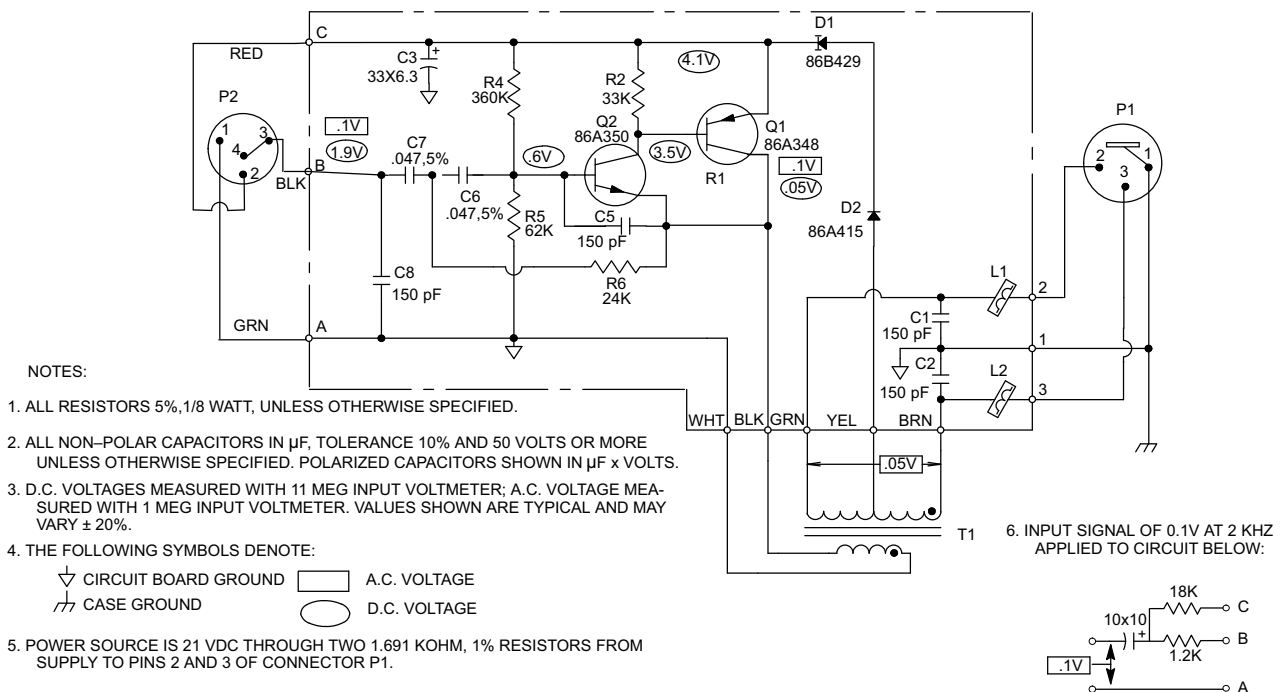 C
D1
RED
C3
+
33X6.3
R4
360K
R2
33K
4.1V
86B429
P2
P1
1
3
4
2
.1V
1.9V
B
BLK
C7
.047,5%
.6V
Q2
86A350
3.5V
Q1
86A348
R1
.1V
.05V
2
1
3
C6
.047,5%
R5
62K
C5
150 pF
D2
86A415
C8
150 pF
R6
24K
L1
2
C1
150 pF
GRN
A
1
C2
150 pF
L2
3
WHT
BLK
GRN
YEL
BRN
.05V
T1
NOTES:
1. ALL RESISTORS 5%,1/8 WATT, UNLESS OTHERWISE SPECIFIED.
2. ALL NON–POLAR CAPACITORS IN µF, TOLERANCE 10% AND 50 VOLTS OR MORE
UNLESS OTHERWISE SPECIFIED. POLARIZED CAPACITORS SHOWN IN µF x VOLTS.
3. D.C. VOLTAGES MEASURED WITH 11 MEG INPUT VOLTMETER; A.C. VOLTAGE MEA-
SURED WITH 1 MEG INPUT VOLTMETER. VALUES SHOWN ARE TYPICAL AND MAY
VARY ± 20%.
4. THE FOLLOWING SYMBOLS DENOTE:
CIRCUIT BOARD GROUND
A.C. VOLTAGE
CASE GROUND
D.C. VOLTAGE
5. POWER SOURCE IS 21 VDC THROUGH TWO 1.691 KOHM, 1% RESISTORS FROM
SUPPLY TO PINS 2 AND 3 OF CONNECTOR P1.
6. INPUT SIGNAL OF 0.1V AT 2 KHZ
APPLIED TO CIRCUIT BELOW:
18K
C
10x10
+
B
1.2K
.1V
A